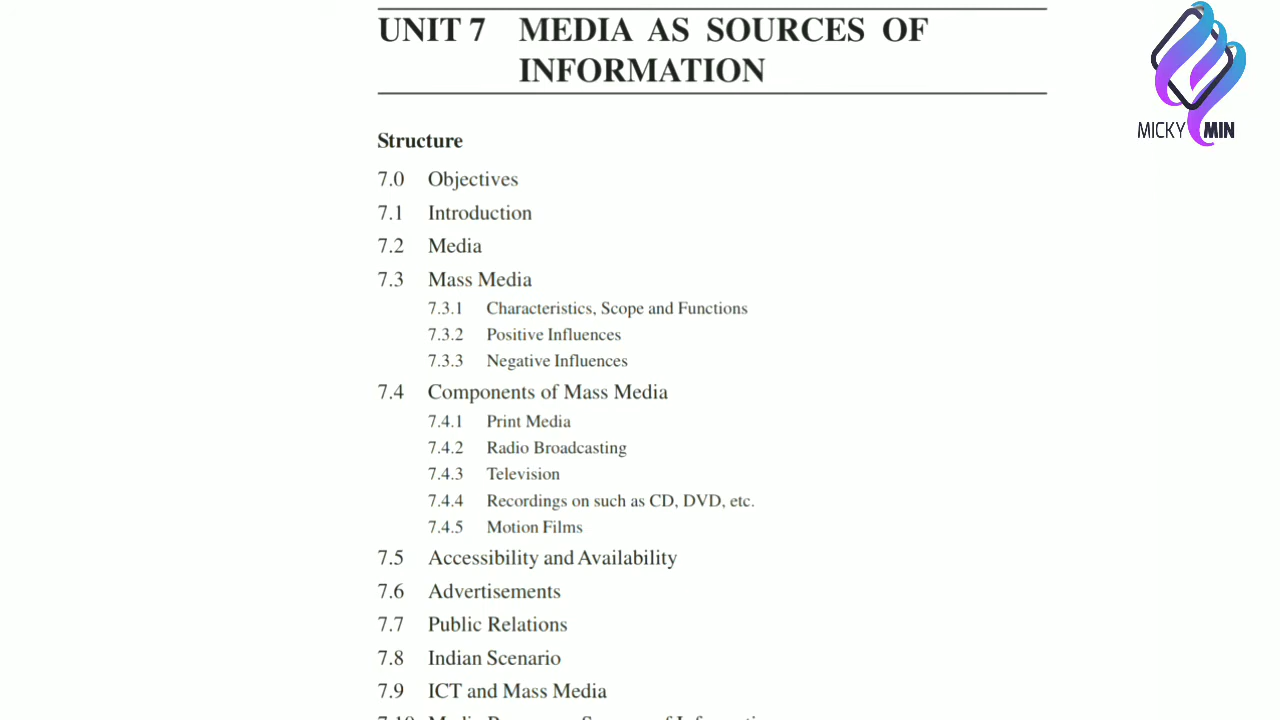 UNIT 7 MEDIA AS SOURCES OF
INFORMATION
MICKY MIN
Structure
7.0 Objectives
7.1 Introduction
7.2 Media
7.3 Mass Media
7.3.1 Characteristics, Scope and Functions
7.3.2 Positive Influences
7.3.3 Negative Influences
7.4 Components of Mass Media
7.4.1 Print Media
7.4.2 Radio Broadcasting
7.4.3 Television
7.4.4 Recordings on such as CD, DVD, etc.
7.4.5 Motion Films
7.5 Accessibility and Availability
7.6 Advertisements
7.7 Public Relations
7.8 Indian Scenario
7.9 ICT and Mass Media